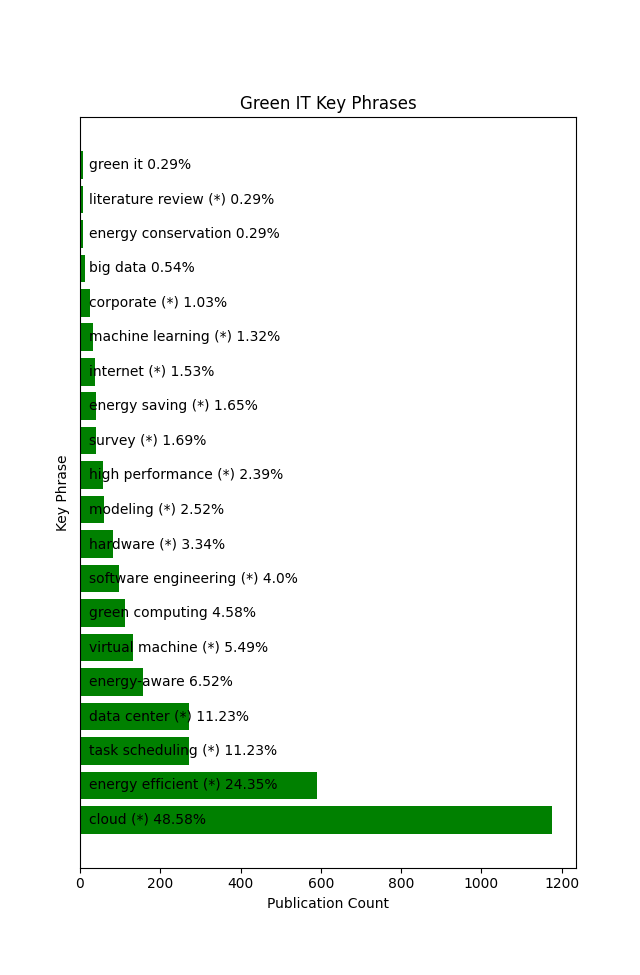 Green IT Key Phrases
green it 0.29%
literature review (*) 0.29%
energy conservation 0.29%
big data 0.54%
corporate (*) 1.03%
machine learning (*) 1.32%
internet (*) 1.53%
energy saving (*) 1.65%
survey (*) 1.69%
high performance (*) 2.39%
modeling (*) 2.52%
hardware (*) 3.34%
software engineering (*) 4.0%
green computing 4.58%
virtual machine (*) 5.49%
energy-aware 6.52%
data center (*) 11.23%
task scheduling (*) 11.23%
energy efficient (*) 24.35%
cloud (*) 48.58%
Key Phrase
0 200 400 600 800 1000 1200
Publication Count